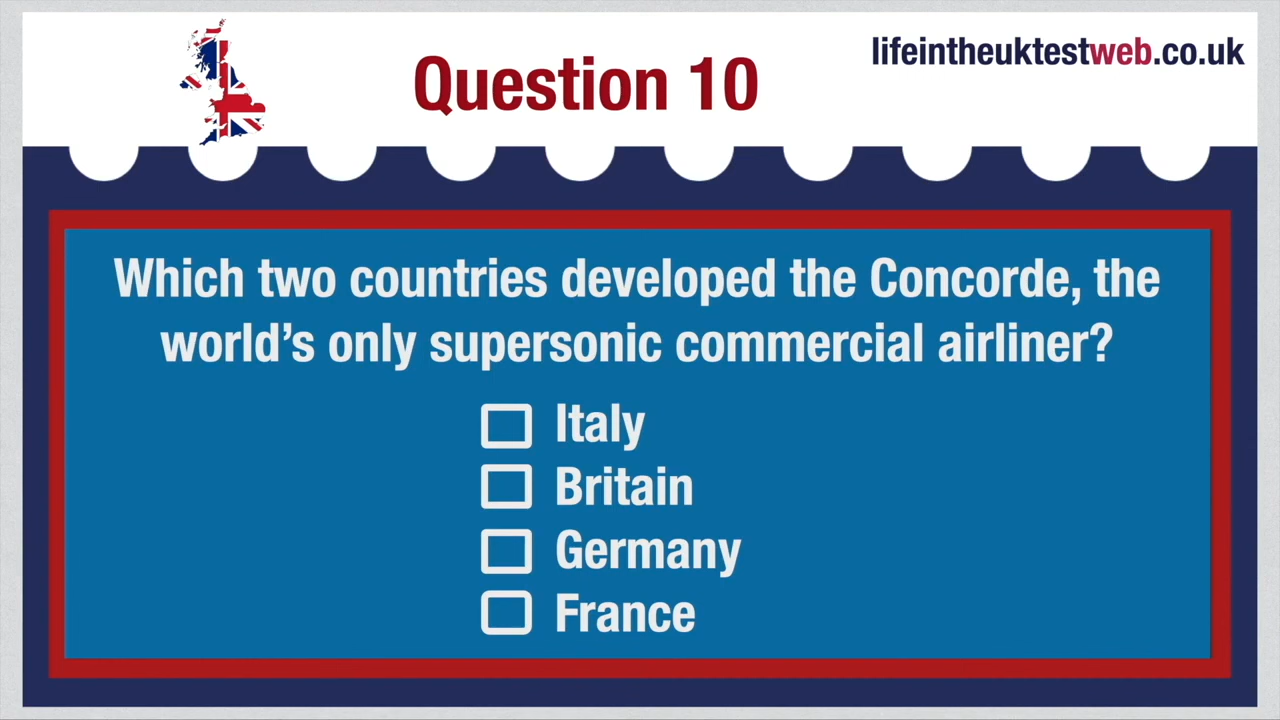 Question 10
lifeintheuktestweb.co.uk
Which two countries developed the Concorde, the
world’s only supersonic commercial airliner?
Italy
Britain
Germany
France